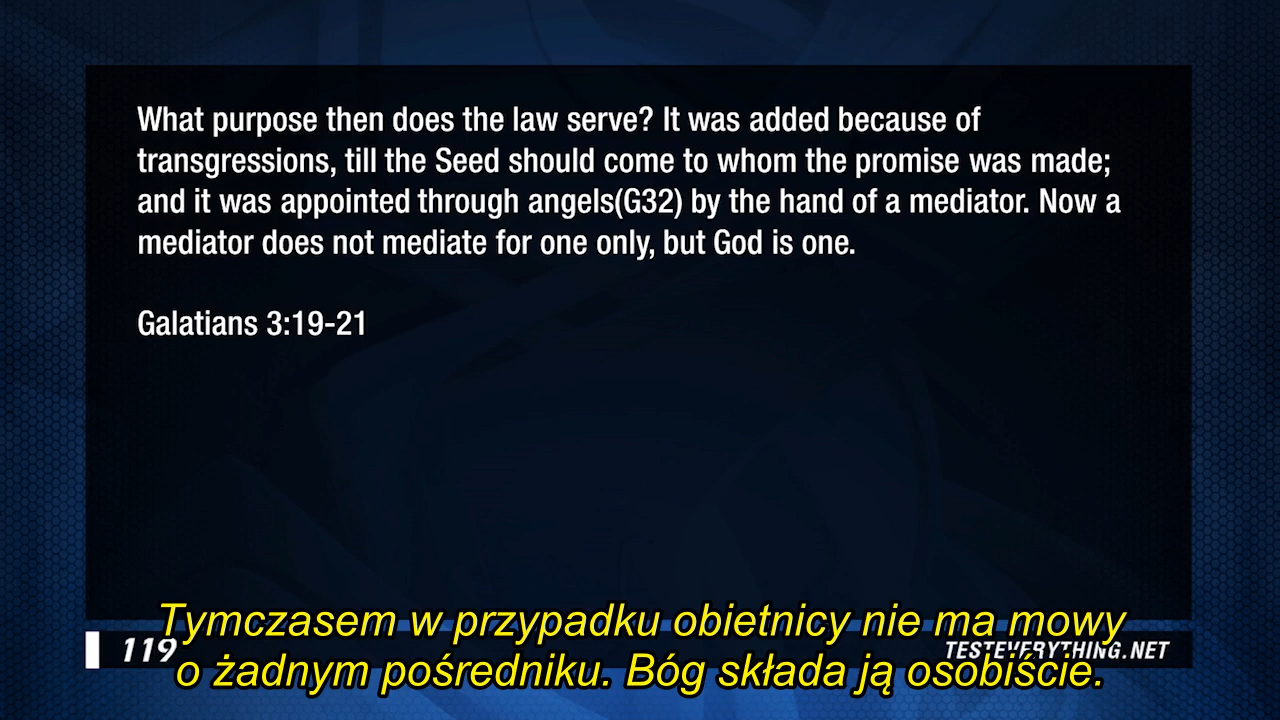 What purpose then does the law serve? It was added because of
transgressions, till the Seed should come to whom the promise was made;
and it was appointed through angels(G32) by the hand of a mediator. Now a
mediator does not mediate for one only, but God is one.
Galatians 3:19-21
Tymczasem w przypadku obietnicy nie ma mowy
119
TESTEVERYTHING.NET
o żadnym pośredniku. Bóg składa ją osobiście.